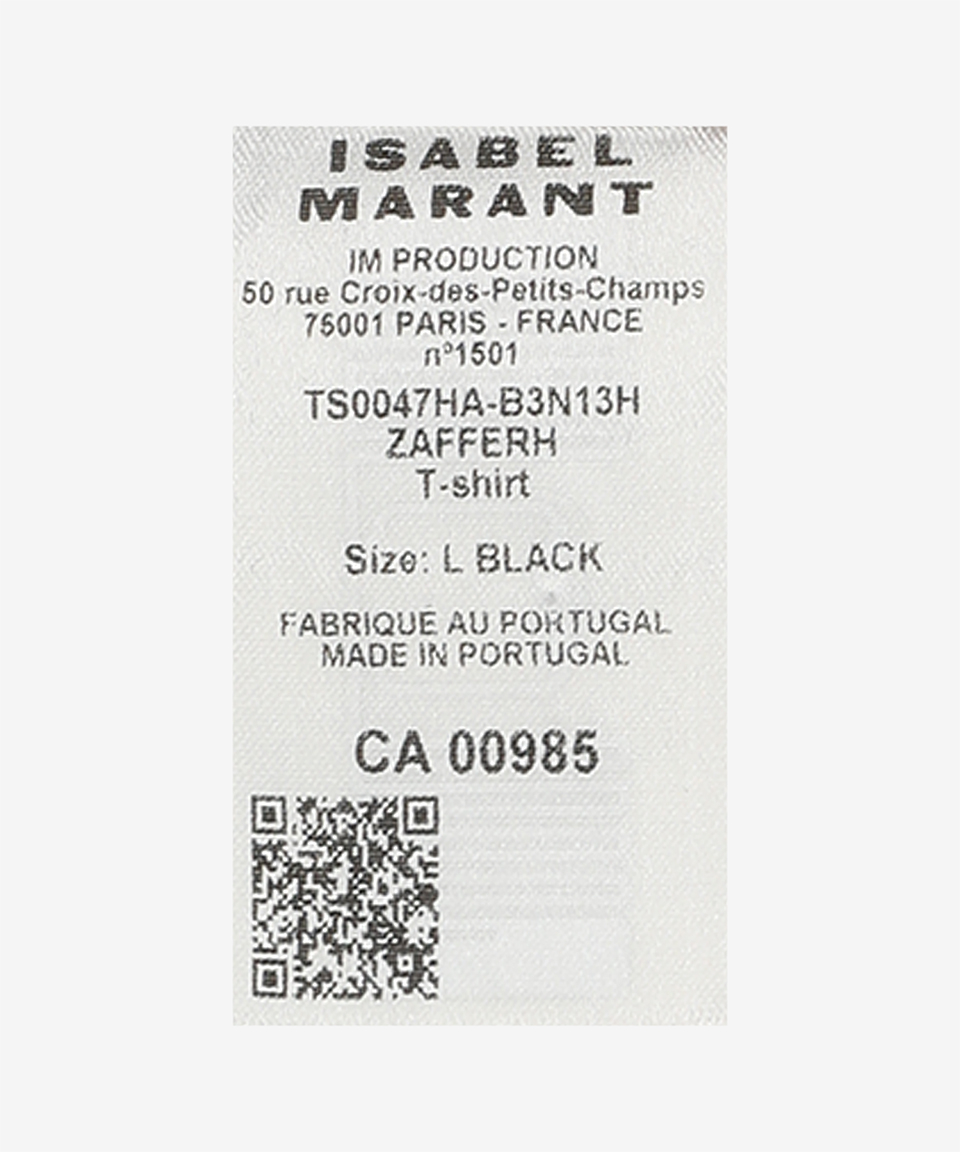 ISABEL
MARANT
IM PRODUCTION
50 rue Croix-des-Petits-Champs
75001 PARIS - FRANCE
n°1501
TS0047HA-B3N13H
ZAFFERH
T-shirt
Size: L BLACK
FABRIQUÉ AU PORTUGAL
MADE IN PORTUGAL
CA 00985